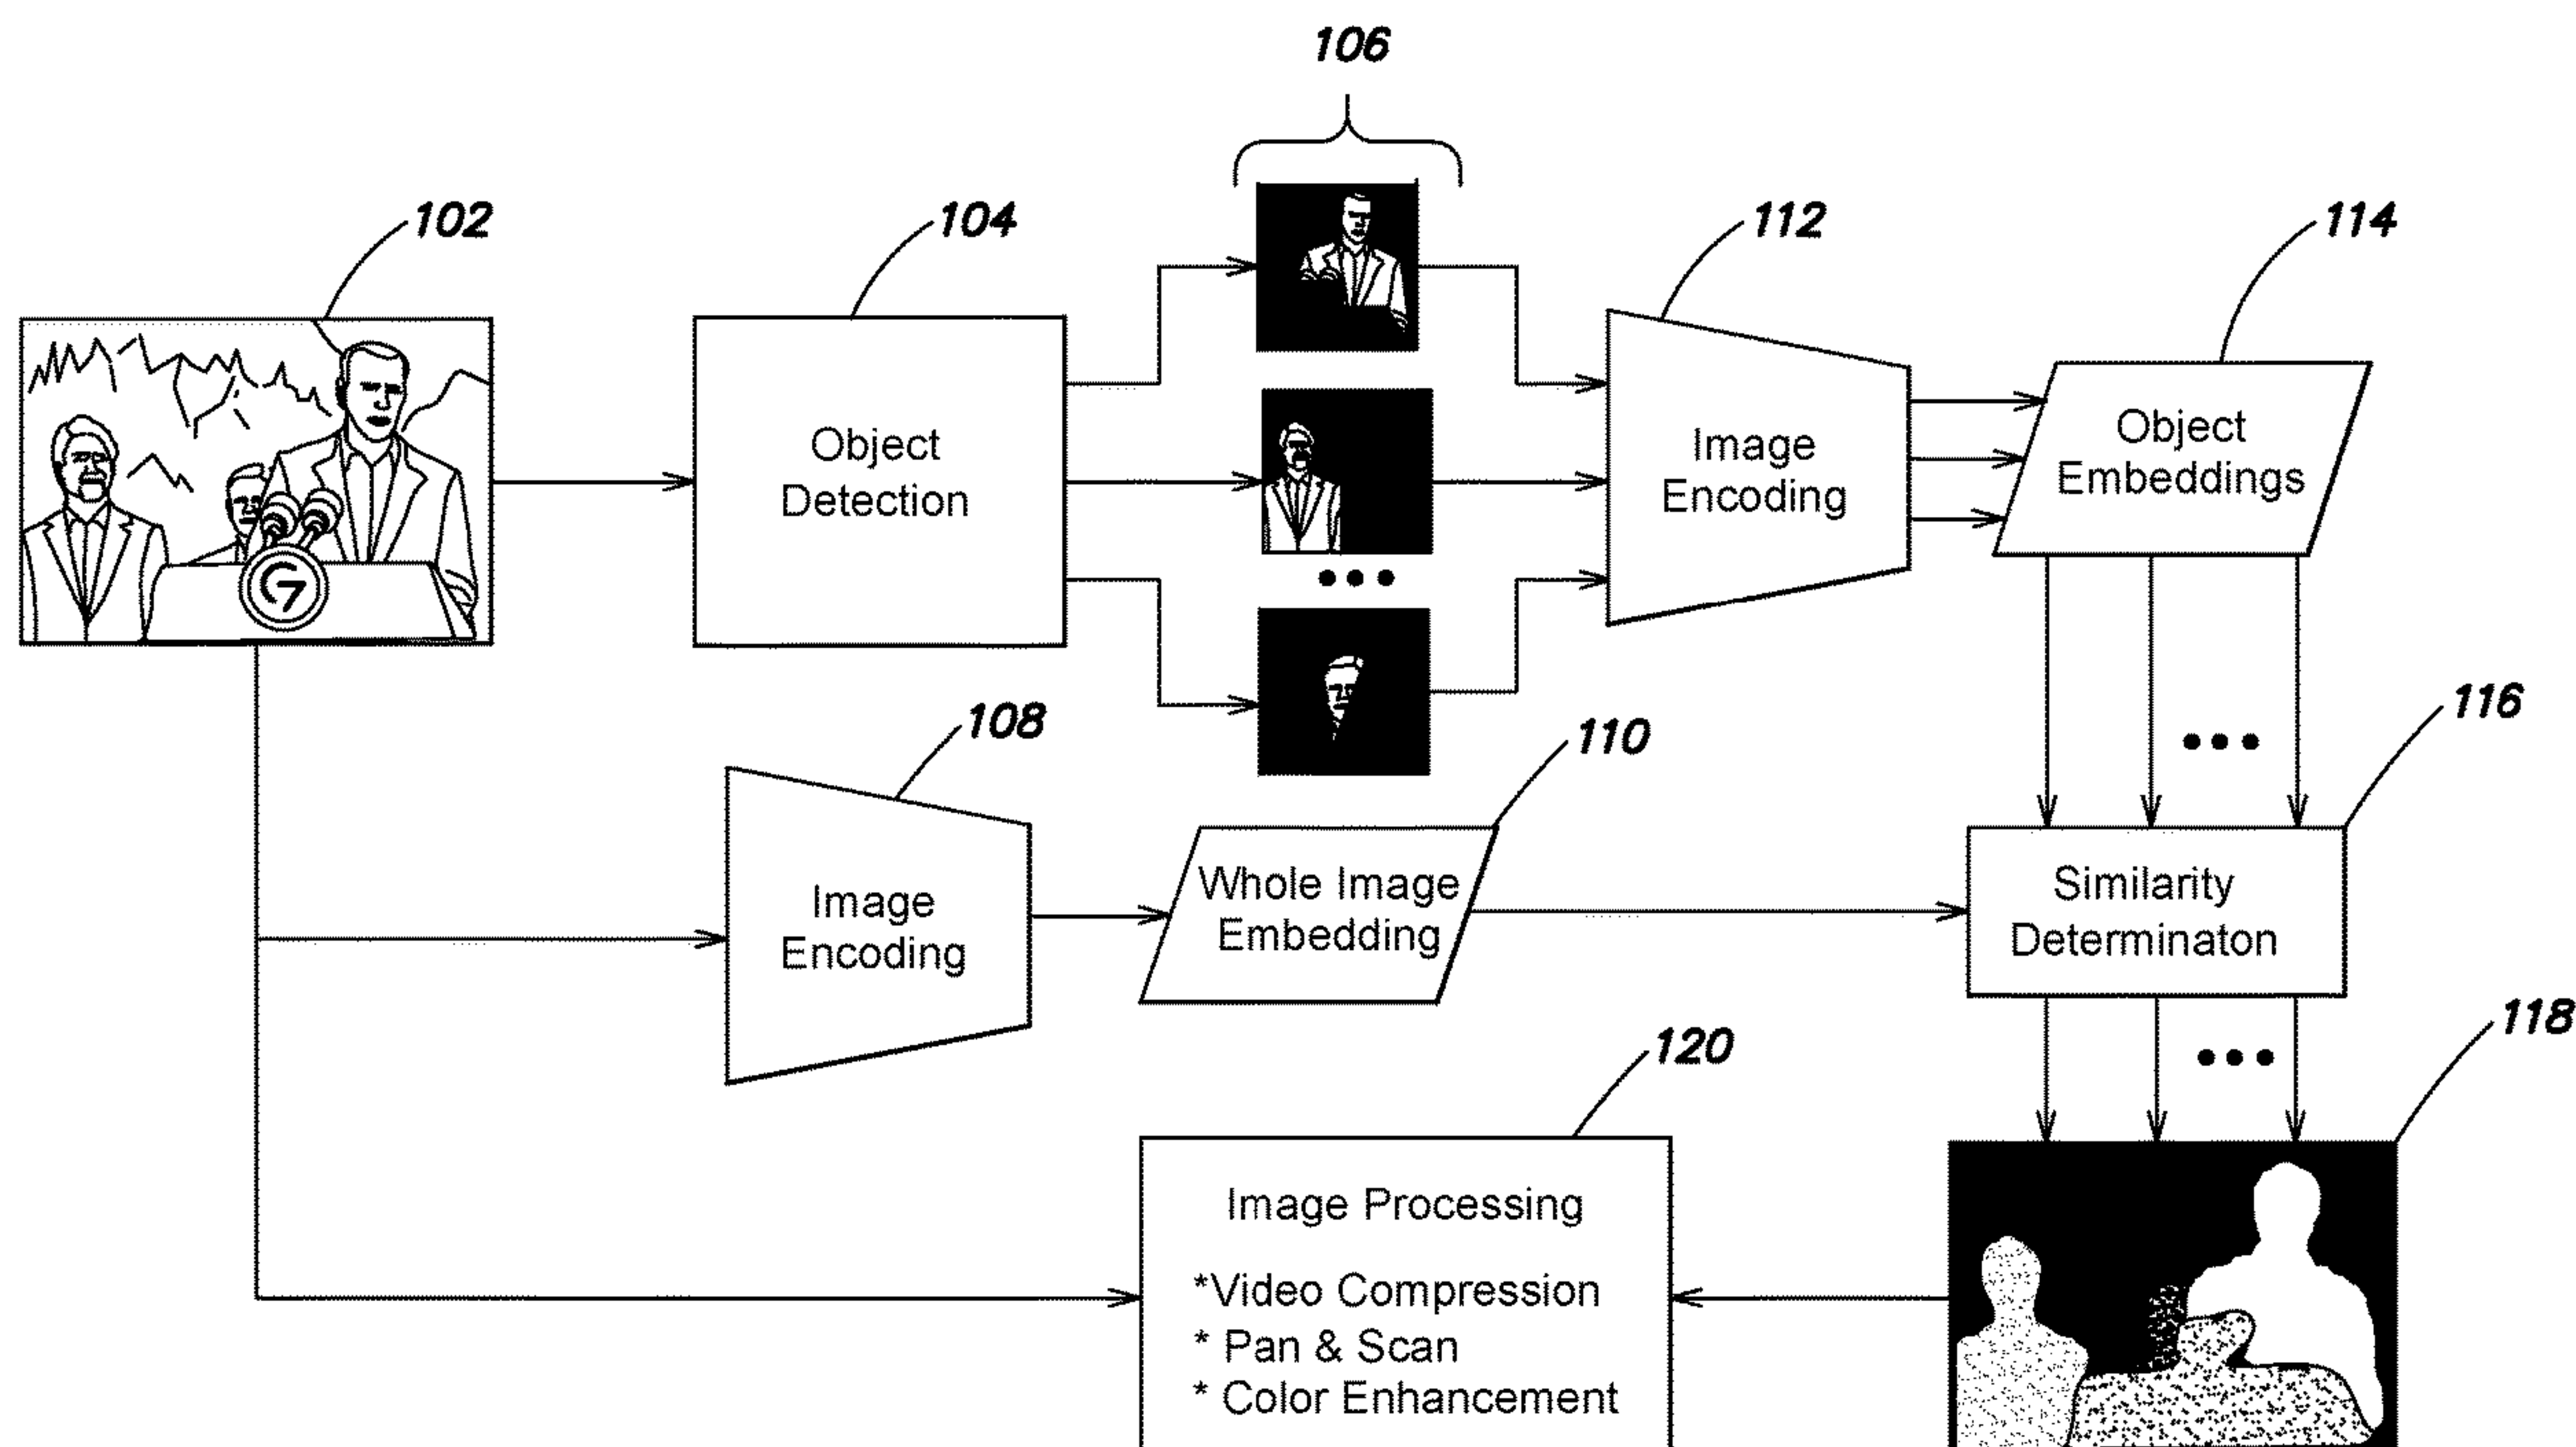 106
102
104
112
114
Object
Detection
Image
Encoding
Object
Embeddings
G7
108
110
116
Image
Encoding
Whole Image
Embedding
Similarity
Determinaton
120
118
Image Processing
*Video Compression
* Pan & Scan
* Color Enhancement